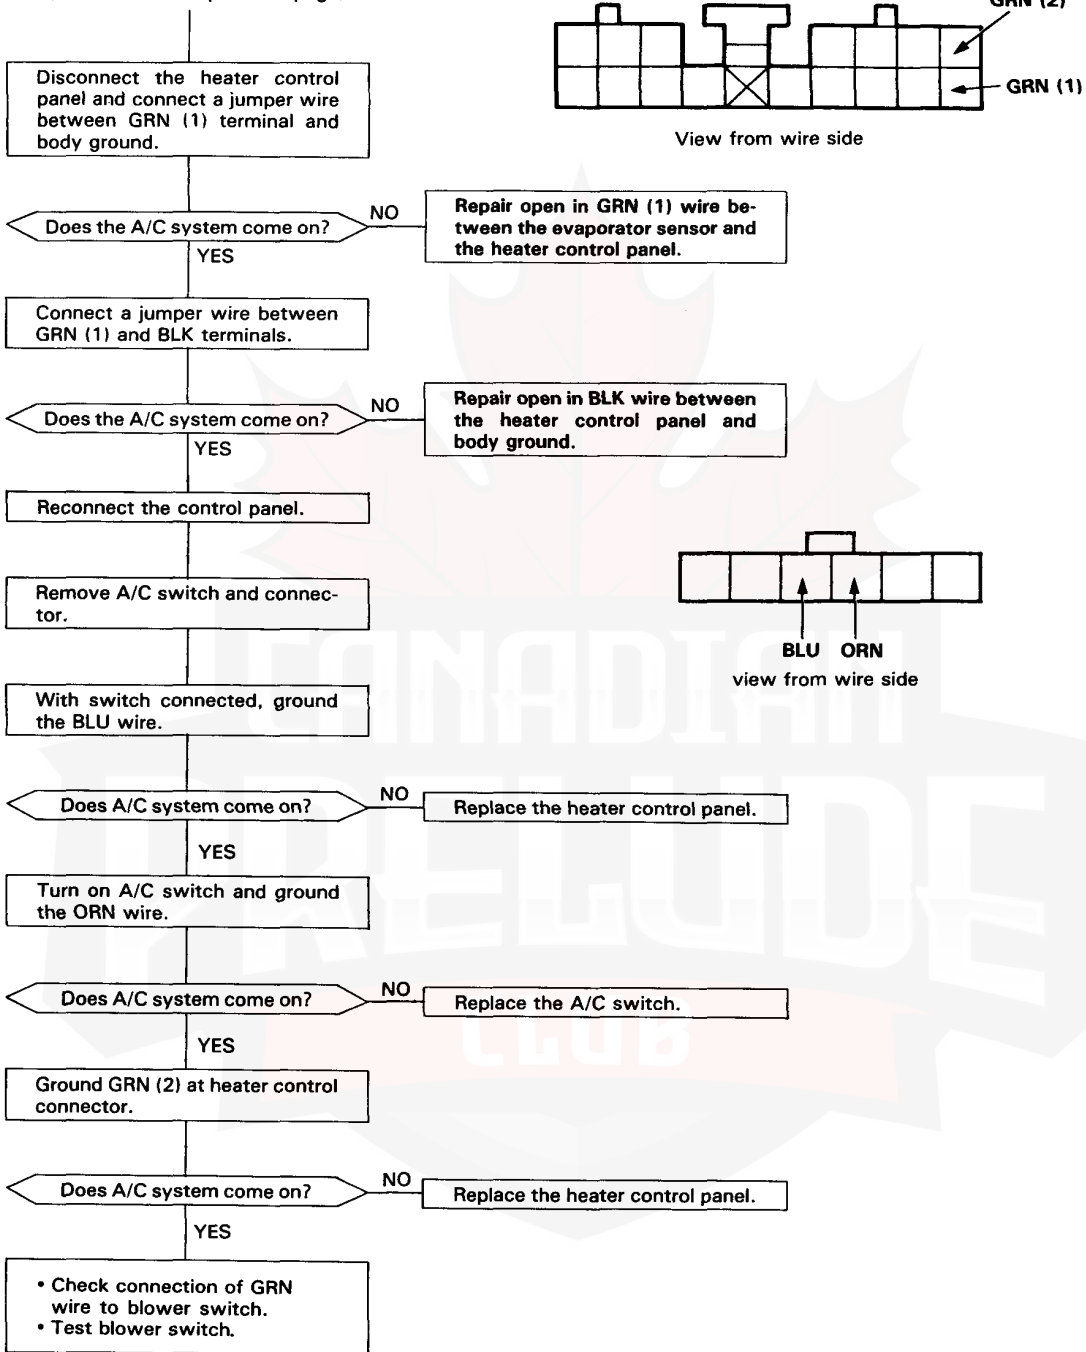 GRN (2)
GRN (1)
View from wire side
Disconnect the heater control
panel and connect a jumper wire
between GRN (1) terminal and
body ground.
Does the A/C system come on?
NO
Repair open in GRN (1) wire be-
tween the evaporator sensor and
the heater control panel.
YES
Connect a jumper wire between
GRN (1) and BLK terminals.
Does the A/C system come on?
NO
Repair open in BLK wire between
the heater control panel and
body ground.
YES
Reconnect the control panel.
Remove A/C switch and connec-
tor.
BLU ORN
view from wire side
With switch connected, ground
the BLU wire.
Does A/C system come on?
NO
Replace the heater control panel.
YES
Turn on A/C switch and ground
the ORN wire.
Does A/C system come on?
NO
Replace the A/C switch.
YES
Ground GRN (2) at heater control
connector.
Does A/C system come on?
NO
Replace the heater control panel.
YES
• Check connection of GRN
wire to blower switch.
• Test blower switch.
CANADIAN
PRELUDE
CLUB